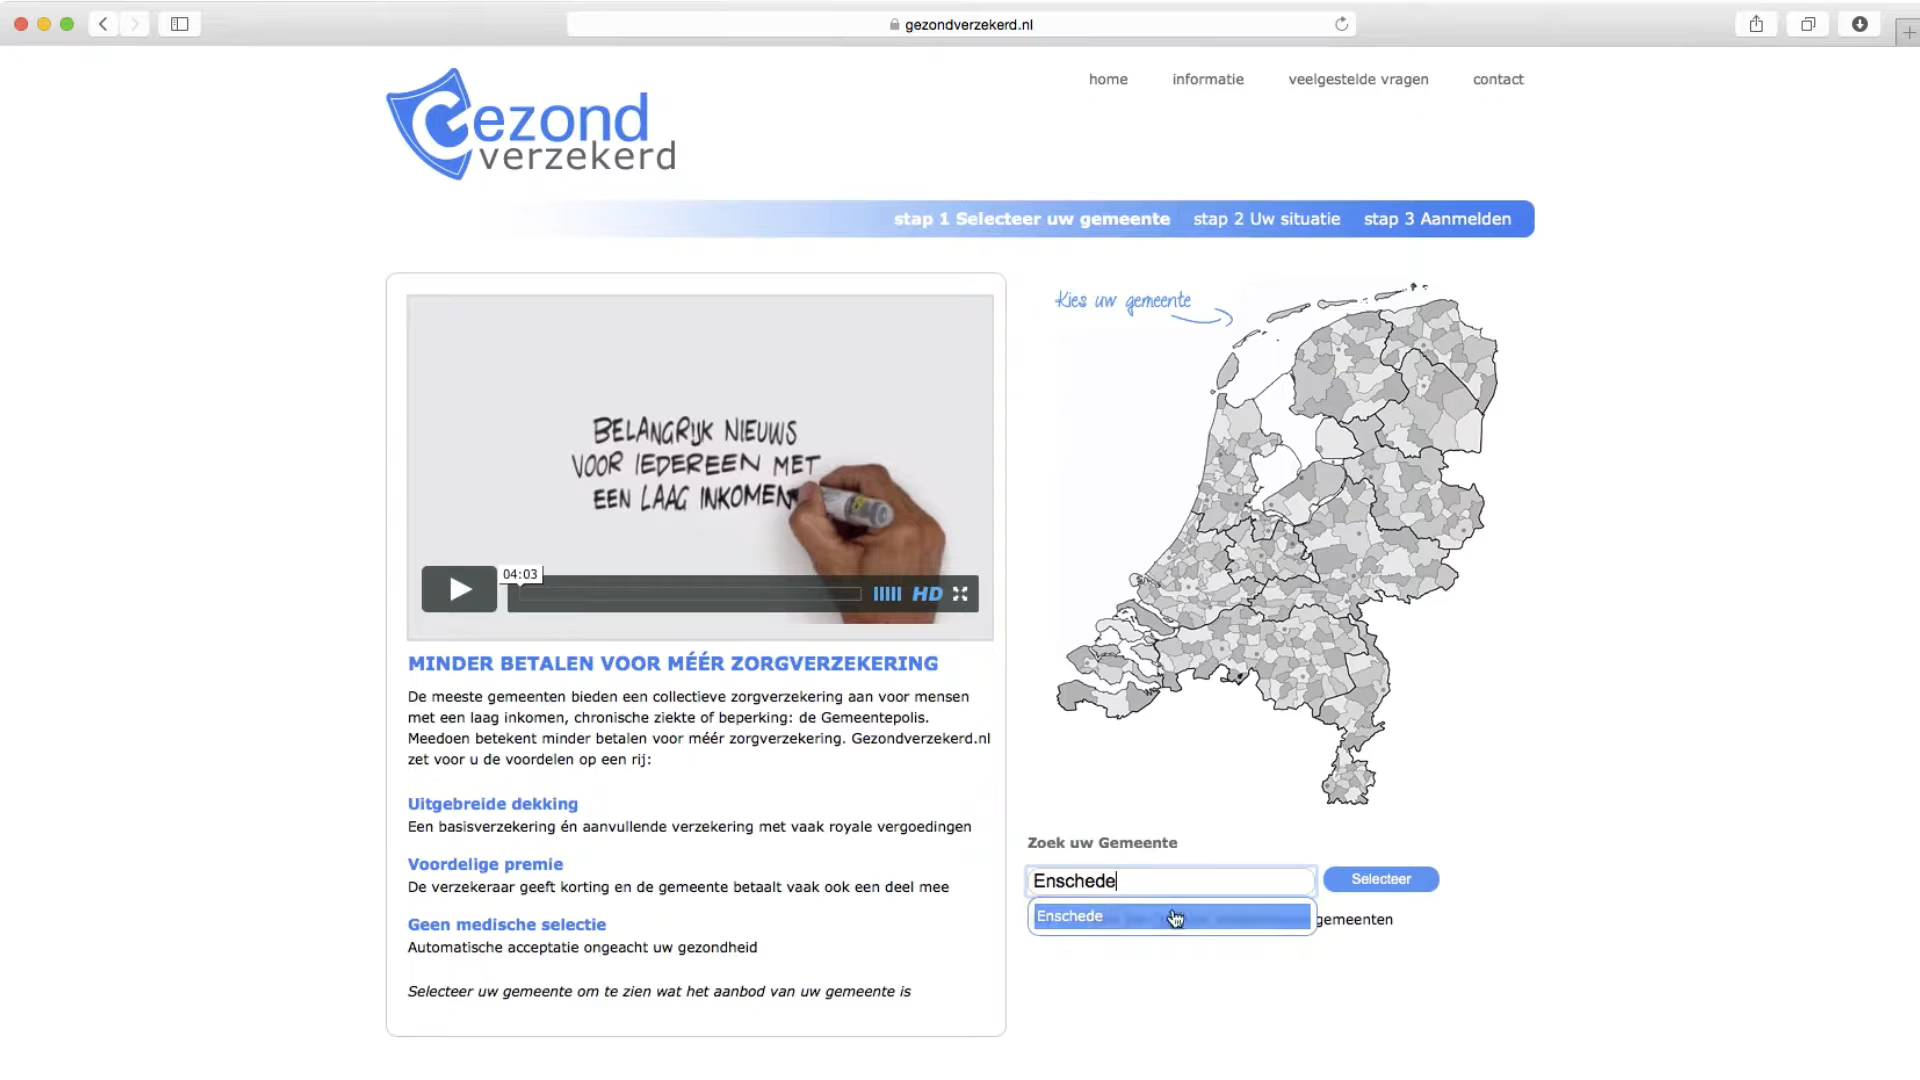 gezondverzekerd.nl
home informatie veelgestelde vragen contact
Gezond
verzekerd
stap 1 Selecteer uw gemeente stap 2 Uw situatie stap 3 Aanmelden
Kies uw gemeente
BELANGRIJK NIEUWS
VOOR IEDEREEN MET
EEN LAAG INKOMEN
04:03
HD
MINDER BETALEN VOOR MÉÉR ZORGVERZEKERING
De meeste gemeenten bieden een collectieve zorgverzekering aan voor mensen
met een laag inkomen, chronische ziekte of beperking: de Gemeentepolis.
Meedoen betekent minder betalen voor méér zorgverzekering. Gezondverzekerd.nl
zet voor u de voordelen op een rij:
Uitgebreide dekking
Een basisverzekering én aanvullende verzekering met vaak royale vergoedingen
Voordelige premie
De verzekeraar geeft korting en de gemeente betaalt vaak ook een deel mee
Geen medische selectie
Automatische acceptatie ongeacht uw gezondheid
Selecteer uw gemeente om te zien wat het aanbod van uw gemeente is
Zoek uw Gemeente
Enschede
Selecteer
Enschede
gemeenten